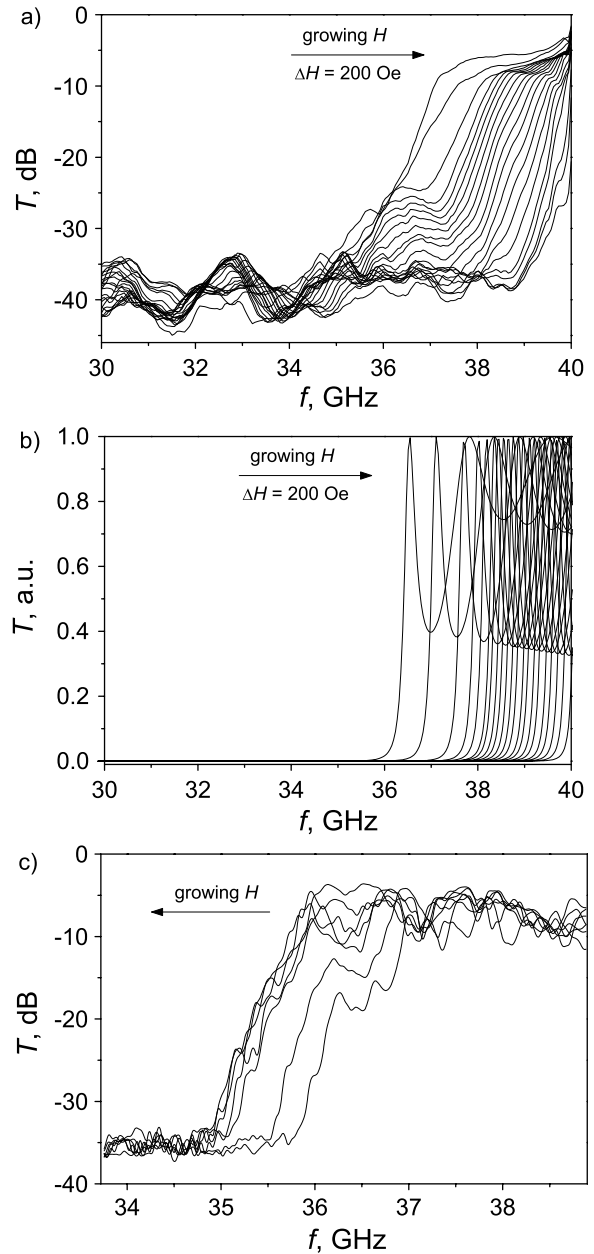 a)
growing H
ΔH = 200 Oe
T, dB
0
-10
-20
-30
-40
30 32 34 36 38 40
f, GHz
b)
growing H
ΔH = 200 Oe
T, a.u.
1.0
0.8
0.6
0.4
0.2
0.0
30 32 34 36 38 40
f, GHz
c)
growing H
T, dB
0
-10
-20
-30
-40
34 35 36 37 38
f, GHz